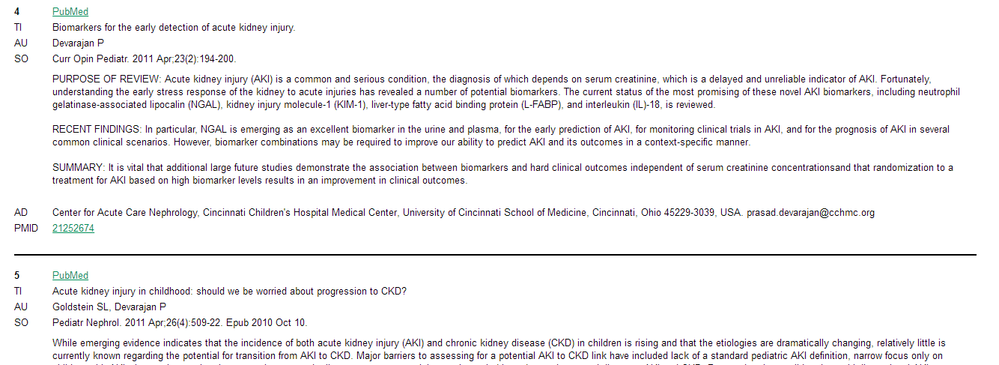 4 PubMed
TI Biomarkers for the early detection of acute kidney injury.
AU Devarajan P
SO Curr Opin Pediatr. 2011 Apr;23(2):194-200.
PURPOSE OF REVIEW: Acute kidney injury (AKI) is a common and serious condition, the diagnosis of which depends on serum creatinine, which is a delayed and unreliable indicator of AKI. Fortunately,
understanding the early stress response of the kidney to acute injuries has revealed a number of potential biomarkers. The current status of the most promising of these novel AKI biomarkers, including neutrophil
gelatinase-associated lipocalin (NGAL), kidney injury molecule-1 (KIM-1), liver-type fatty acid binding protein (L-FABP), and interleukin (IL)-18, is reviewed.
RECENT FINDINGS: In particular, NGAL is emerging as an excellent biomarker in the urine and plasma, for the early prediction of AKI, for monitoring clinical trials in AKI, and for the prognosis of AKI in several
common clinical scenarios. However, biomarker combinations may be required to improve our ability to predict AKI and its outcomes in a context-specific manner.
SUMMARY: It is vital that additional large future studies demonstrate the association between biomarkers and hard clinical outcomes independent of serum creatinine concentrationsand that randomization to a
treatment for AKI based on high biomarker levels results in an improvement in clinical outcomes.
AD Center for Acute Care Nephrology, Cincinnati Children's Hospital Medical Center, University of Cincinnati School of Medicine, Cincinnati, Ohio 45229-3039, USA. prasad.devarajan@cchmc.org
PMID 21252674
5 PubMed
TI Acute kidney injury in childhood: should we be worried about progression to CKD?
AU Goldstein SL, Devarajan P
SO Pediatr Nephrol. 2011 Apr;26(4):509-22. Epub 2010 Oct 10.
While emerging evidence indicates that the incidence of both acute kidney injury (AKI) and chronic kidney disease (CKD) in children is rising and that the etiologies are dramatically changing, relatively little is
currently known regarding the potential for transition from AKI to CKD. Major barriers to assessing for a potential AKI to CKD link have included lack of a standard pediatric AKI definition, narrow focus only on